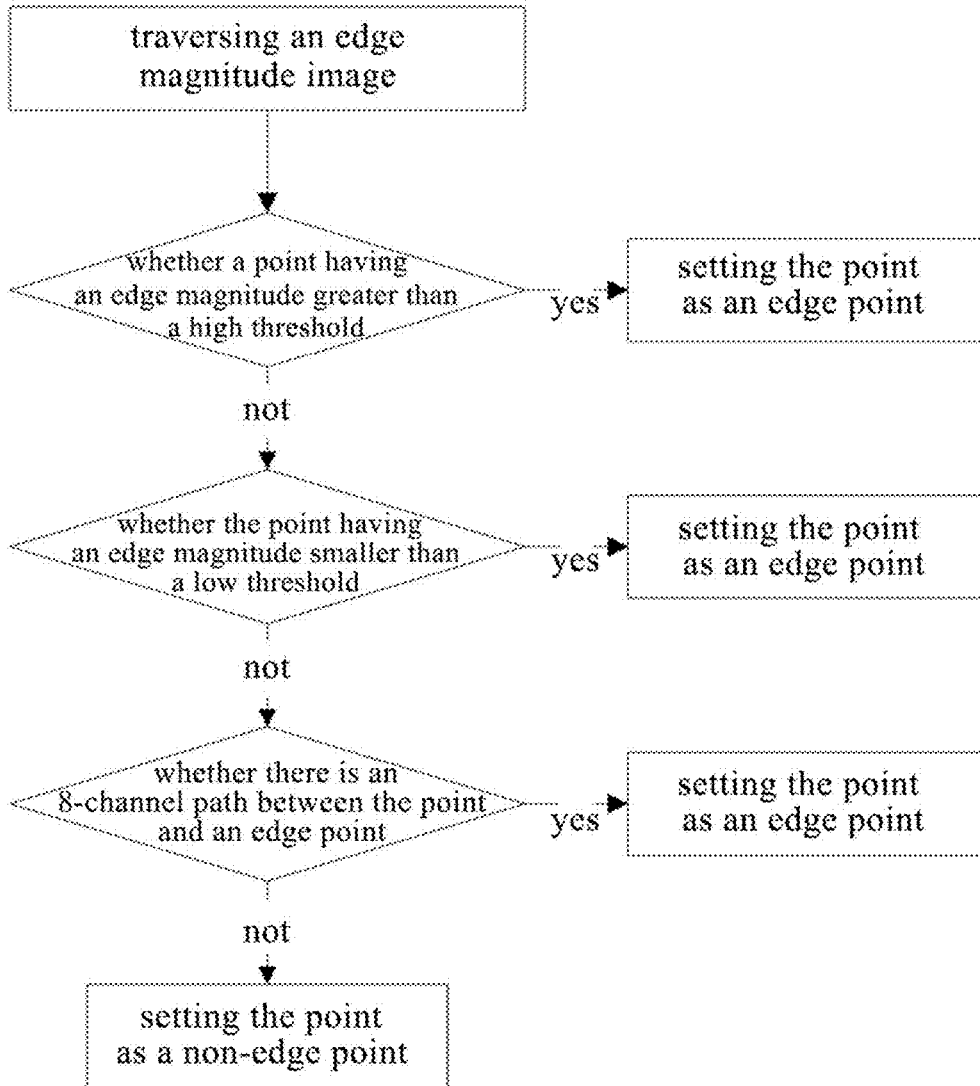 traversing an edge
magnitude image
whether a point having
an edge magnitude greater than
a high threshold
yes
setting the point
as an edge point
not
whether the point having
an edge magnitude smaller than
a low threshold
yes
setting the point
as an edge point
not
whether there is an
8-channel path between the point
and an edge point
yes
setting the point
as an edge point
not
setting the point
as a non-edge point